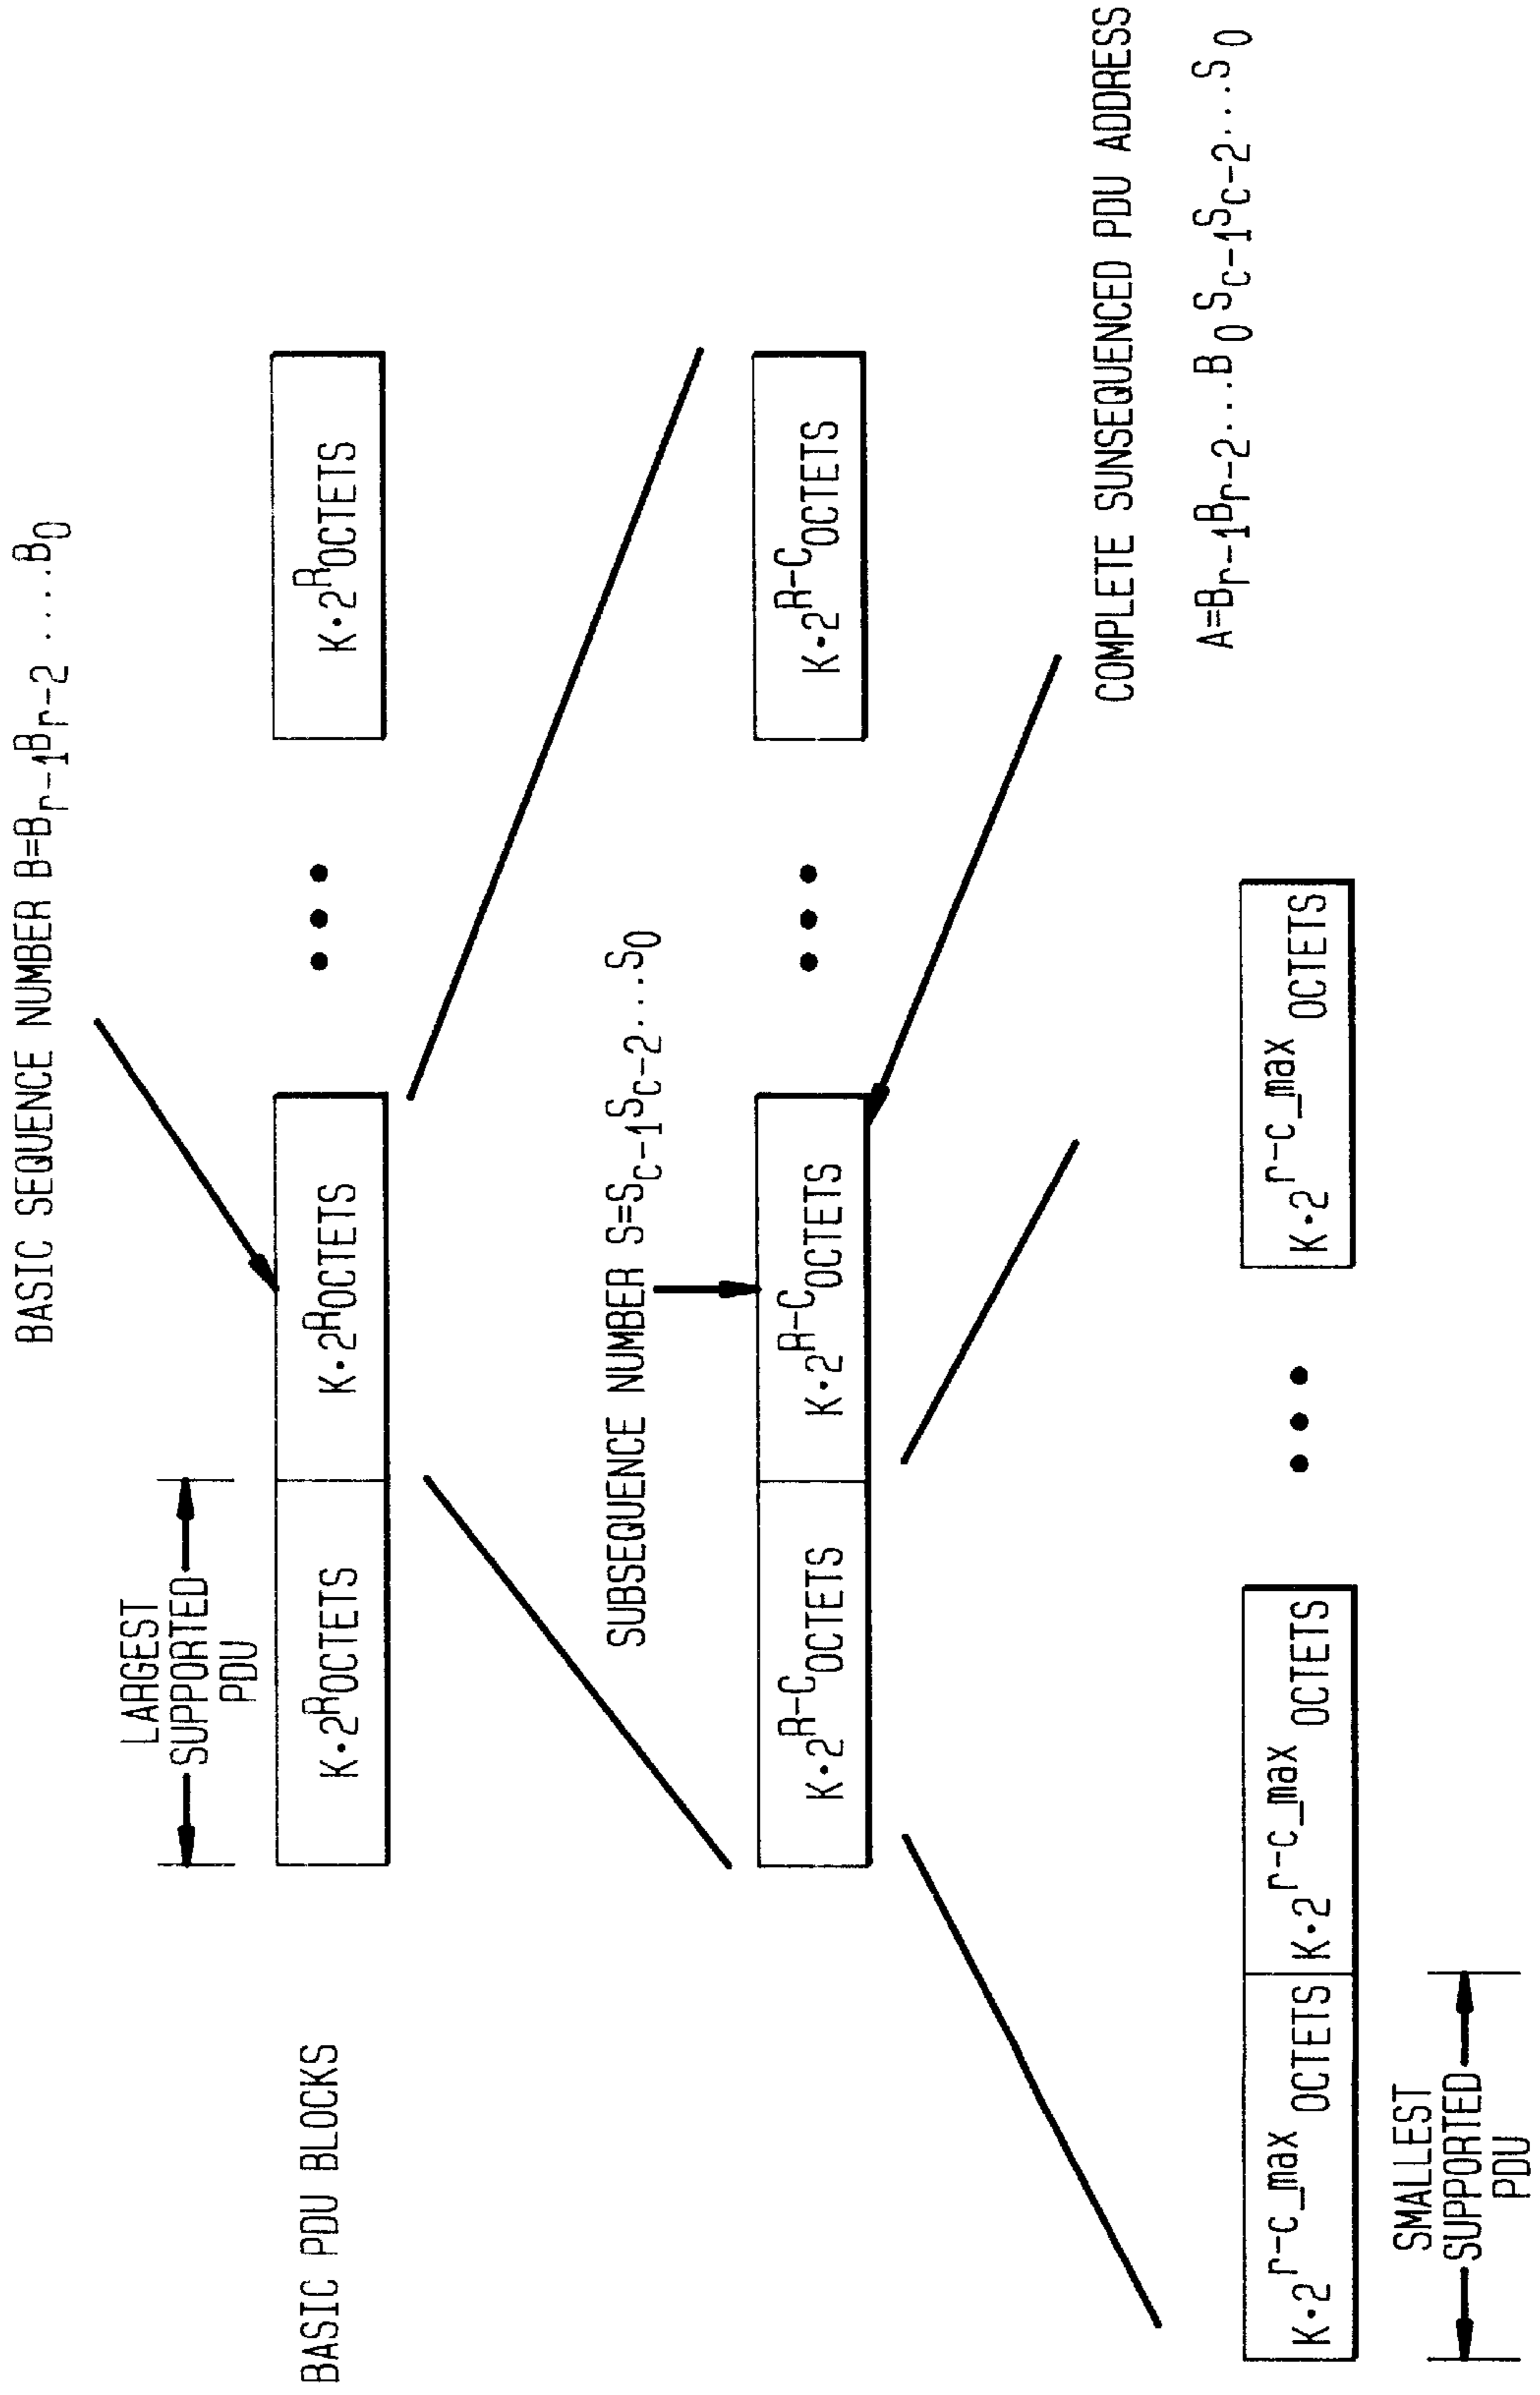 BASIC SEQUENCE NUMBER B=B_{r-1}B_{r-2} ....B_0
LARGEST
SUPPORTED
PDU
BASIC PDU BLOCKS
K·2^R OCTETS
K·2^R OCTETS
K·2^R OCTETS
SUBSEQUENCE NUMBER S=S_{C-1}S_{C-2}...S_0
K·2^{R-C} OCTETS
K·2^{R-C} OCTETS
K·2^{R-C} OCTETS
COMPLETE SUNSEQUENCED PDU ADDRESS
A=B_{r-1}B_{r-2}...B_0 S_{C-1}S_{C-2}...S_0
K·2^{r-C_max} OCTETS
K·2^{r-C_max} OCTETS
K·2^{r-C_max} OCTETS
SMALLEST
SUPPORTED
PDU